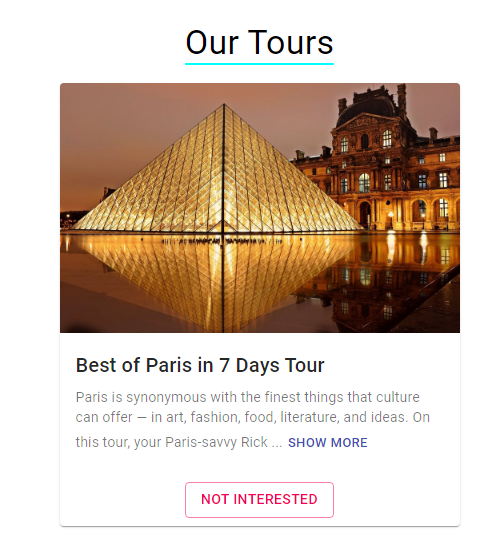 Our Tours
Best of Paris in 7 Days Tour
Paris is synonymous with the finest things that culture
can offer — in art, fashion, food, literature, and ideas. On
this tour, your Paris-savvy Rick ... SHOW MORE
NOT INTERESTED